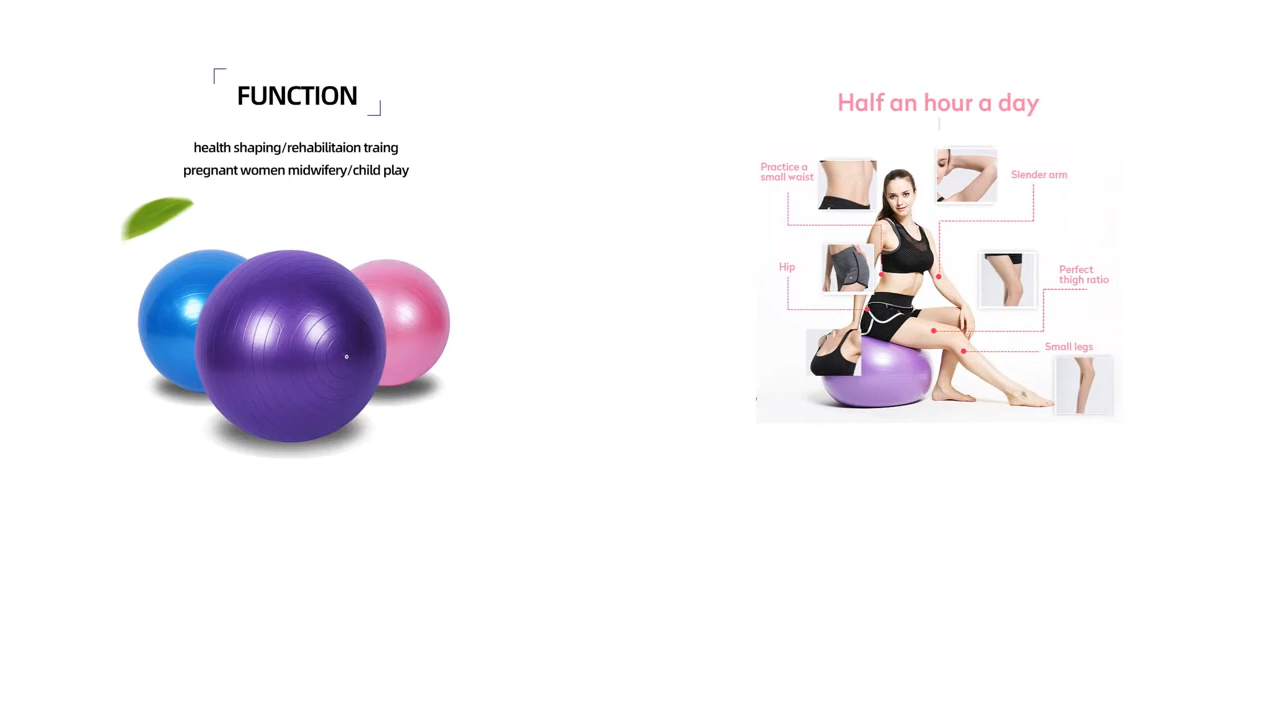 FUNCTION
health shaping/rehabilitaion traing
pregnant women midwifery/child play
Half an hour a day
Practice a
small waist
Slender arm
Hip
Perfect
thigh ratio
Small legs